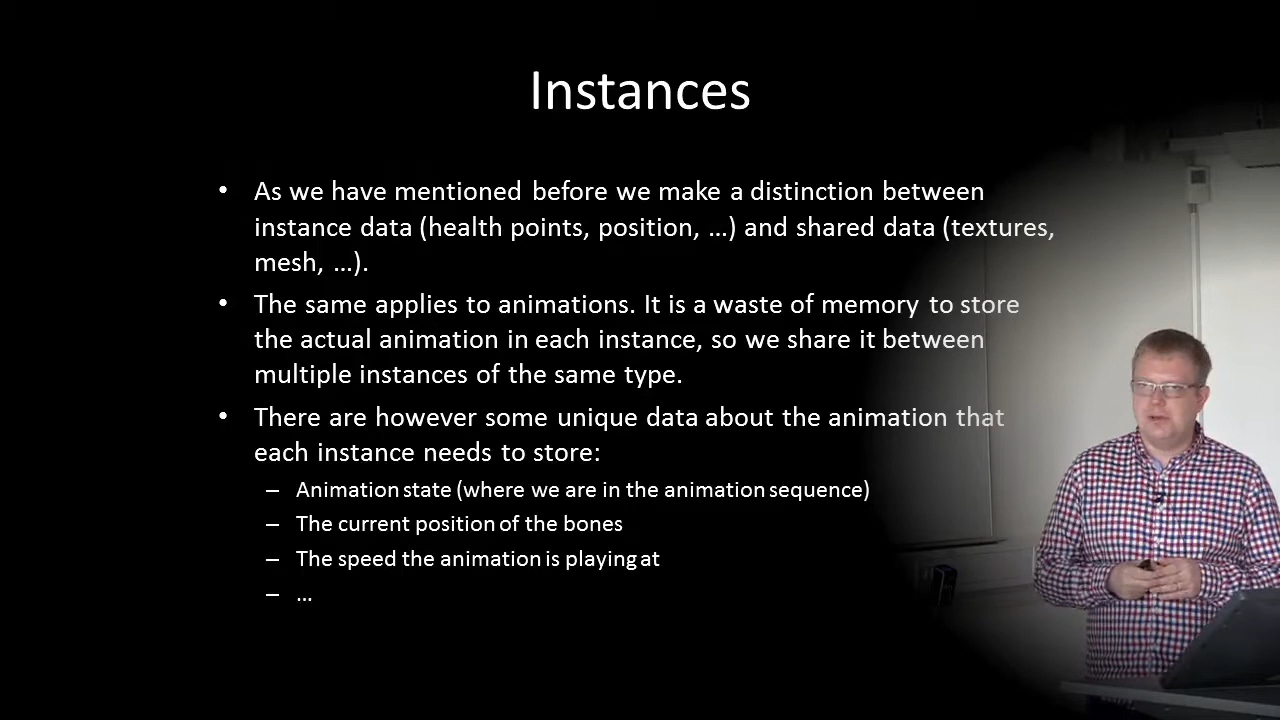 Instances
• As we have mentioned before we make a distinction between
instance data (health points, position, …) and shared data (textures,
mesh, …).
• The same applies to animations. It is a waste of memory to store
the actual animation in each instance, so we share it between
multiple instances of the same type.
• There are however some unique data about the animation that
each instance needs to store:
– Animation state (where we are in the animation sequence)
– The current position of the bones
– The speed the animation is playing at
– …